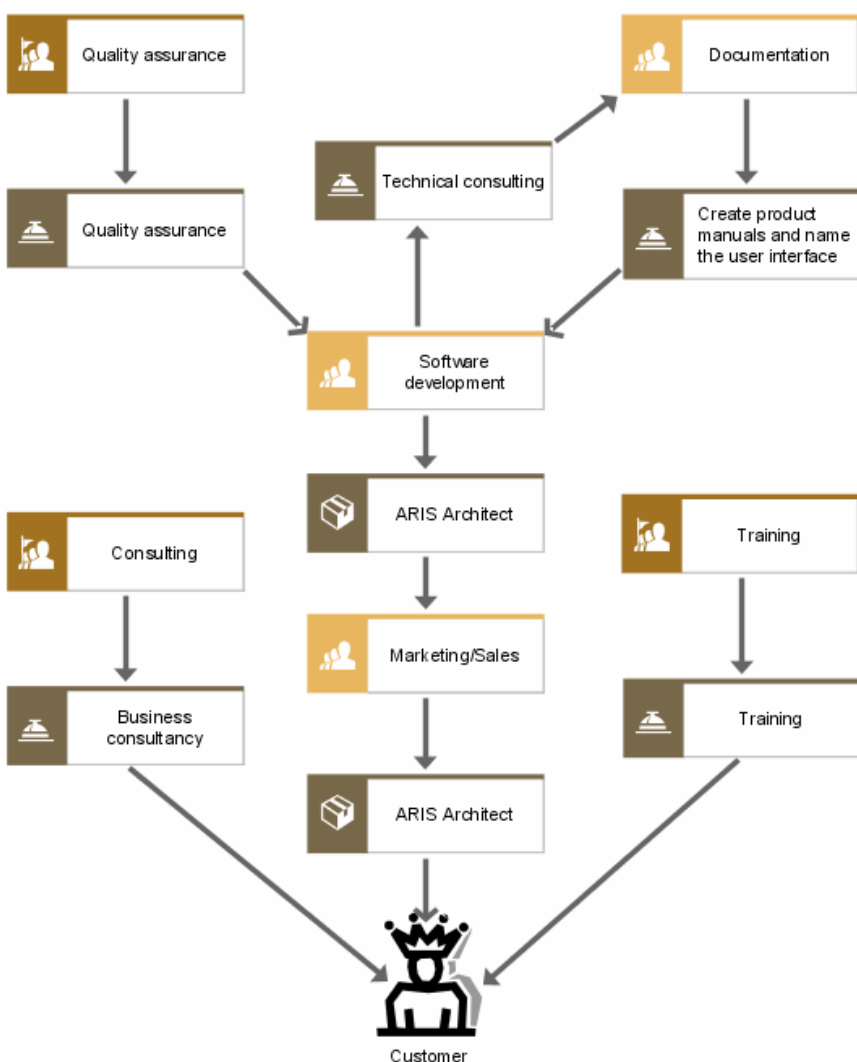 Quality assurance
Documentation
Technical consulting
Quality assurance
Create product
manuals and name
the user interface
Software
development
ARIS Architect
Consulting
Training
Marketing/Sales
Business
consultancy
Training
ARIS Architect
Customer